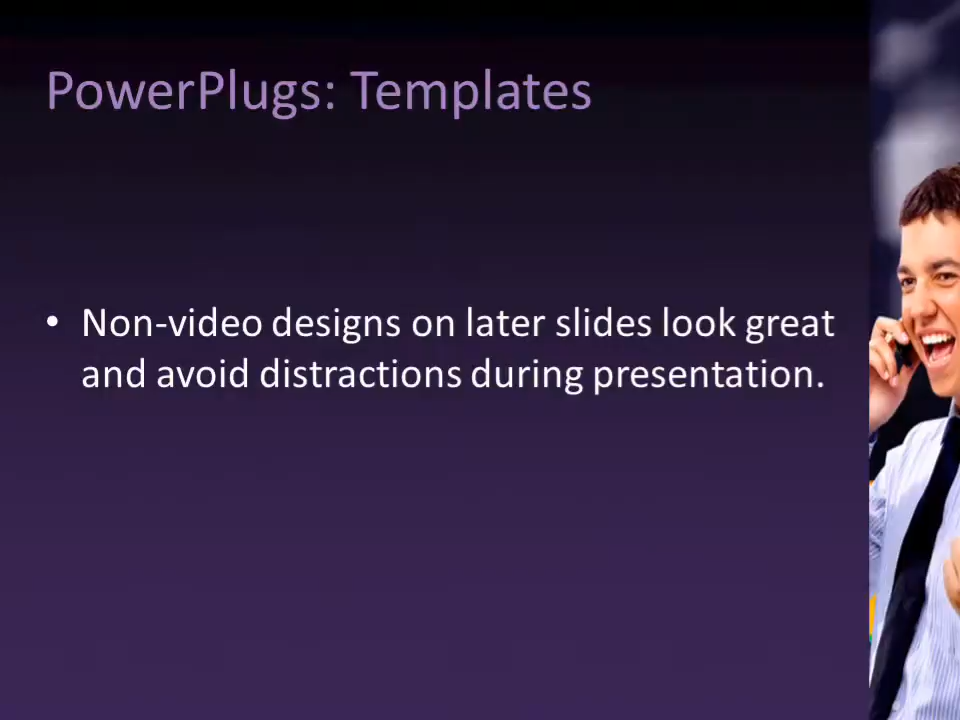 PowerPlugs: Templates
• Non-video designs on later slides look great
and avoid distractions during presentation.